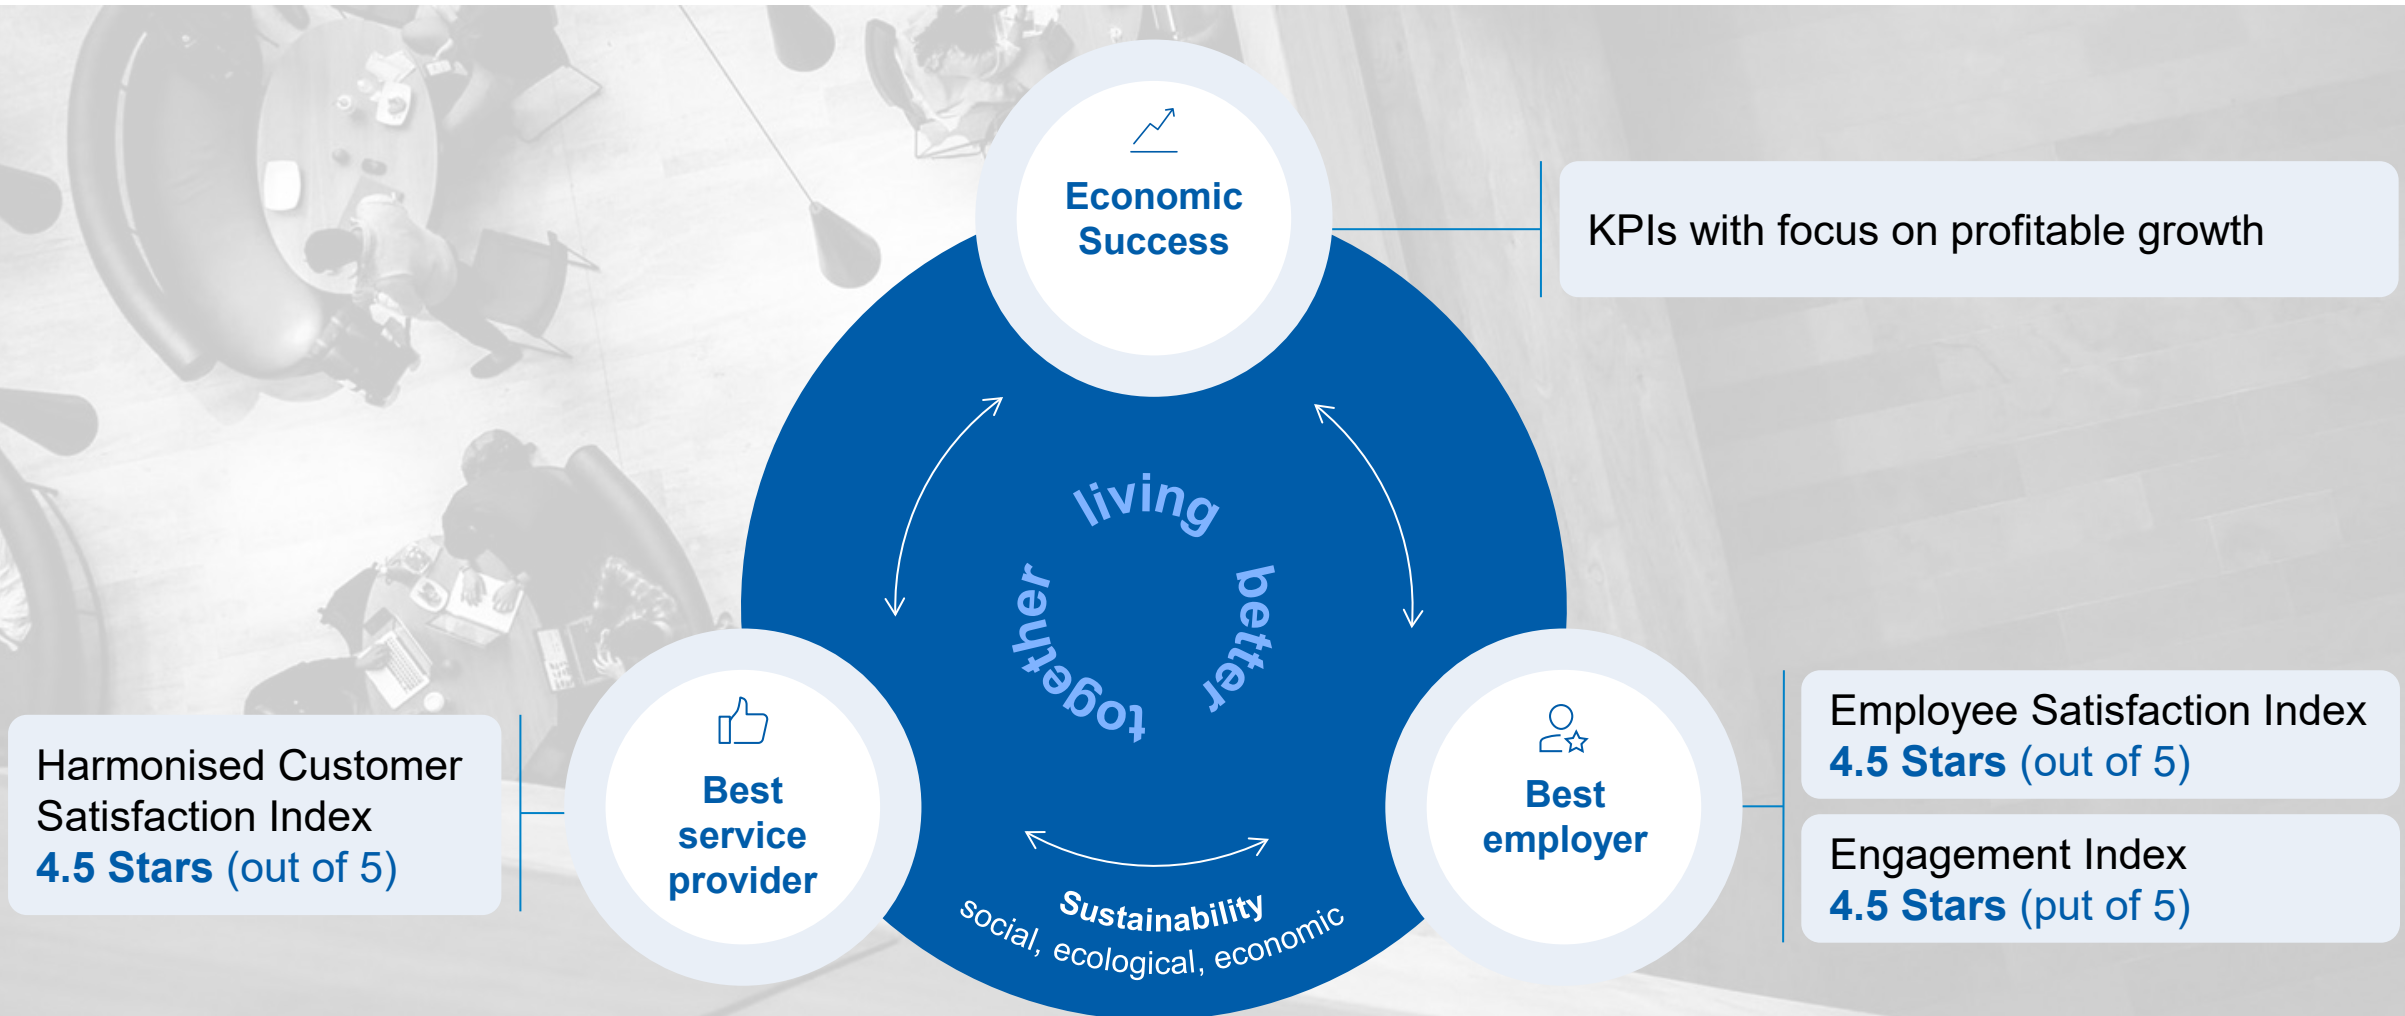 Economic
Success
KPIs with focus on profitable growth
living
better
together
Harmonised Customer
Satisfaction Index
4.5 Stars (out of 5)
Best
service
provider
Best
employer
Employee Satisfaction Index
4.5 Stars (out of 5)
Engagement Index
4.5 Stars (put of 5)
Sustainability
social, ecological, economic